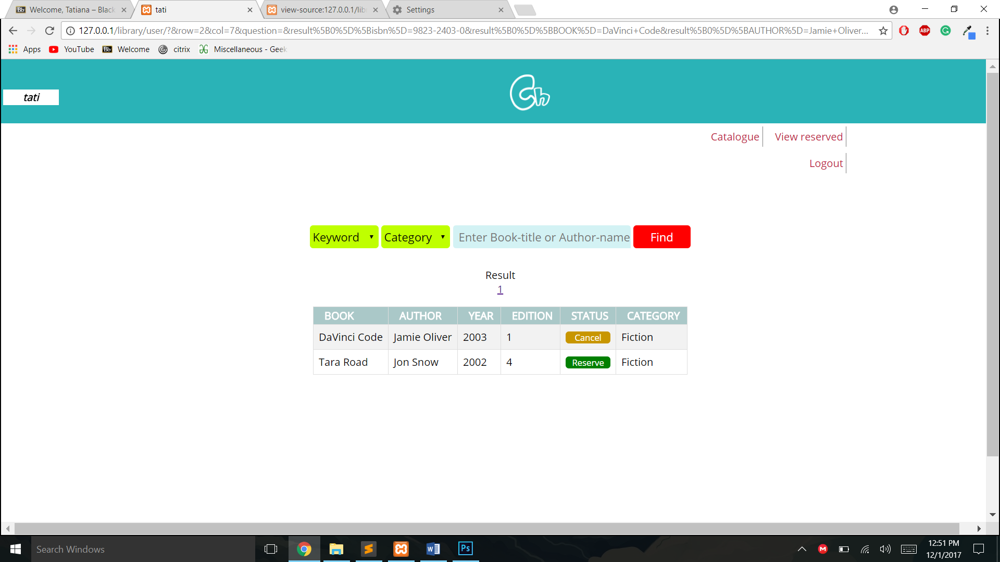 Welcome, Tatiana – Black
tati
view-source:127.0.0.1/lib
Settings
127.0.0.1/library/user/?&row=2&col=7&question=&result%5B0%5D%5Bisbn%5D=9823-2403-0&result%5B0%5D%5BBOOK%5D=DaVinci+Code&result%5B0%5D%5BAUTHOR%5D=Jamie+Oliver...
ABP
Apps
YouTube
Bb
Welcome
citrix
Miscellaneous - Geek
tati
Gh
Catalogue
View reserved
Logout
Keyword
Category
Enter Book-title or Author-name
Find
Result
1
BOOK AUTHOR YEAR EDITION STATUS CATEGORY
DaVinci Code Jamie Oliver 2003 1 Cancel Fiction
Tara Road Jon Snow 2002 4 Reserve Fiction
Search Windows
Ps
12:51 PM
12/1/2017